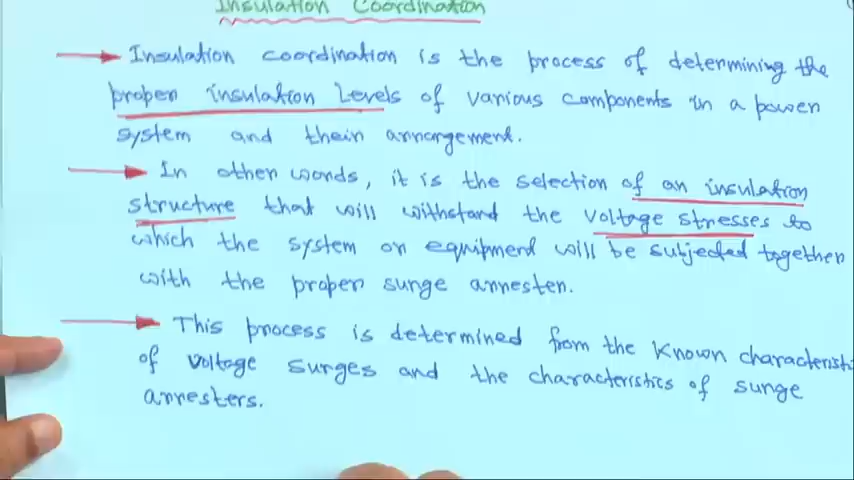 Insulation Coordination
Insulation coordination is the process of determining the
proper insulation Levels of various components in a power
system and their arrangement.
In other words, it is the selection of an insulation
structure that will withstand the voltage stresses to
which the system or equipment will be subjected together
with the proper surge arrester.
This process is determined from the known characteristi
of voltage surges and the characteristics of surge
arresters.